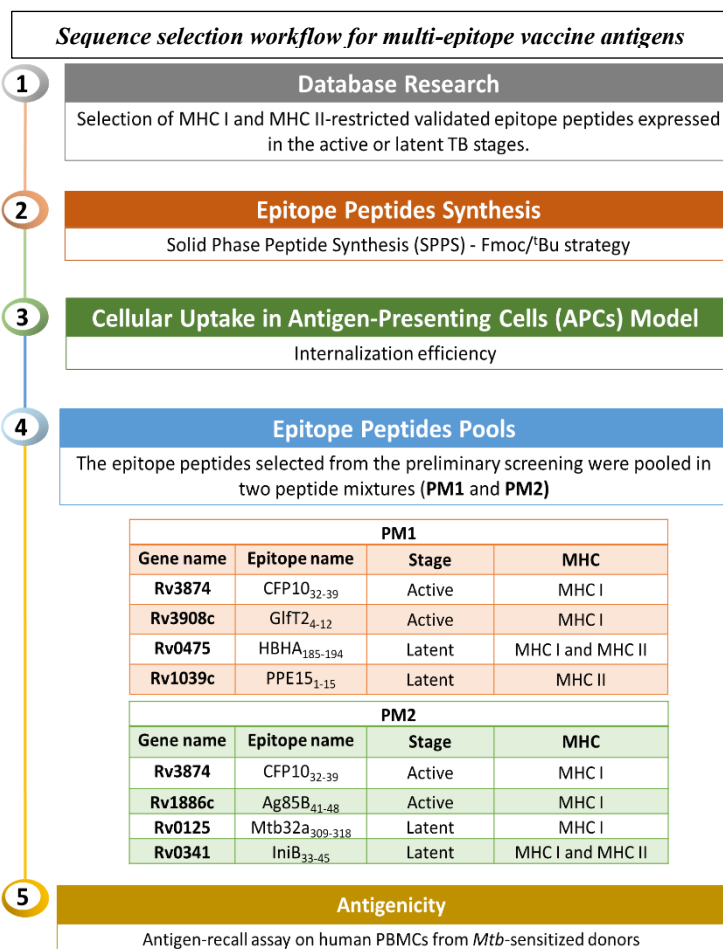 Sequence selection workflow for multi-epitope vaccine antigens
1
Database Research
Selection of MHC I and MHC II-restricted validated epitope peptides expressed
in the active or latent TB stages.
2
Epitope Peptides Synthesis
Solid Phase Peptide Synthesis (SPPS) - Fmoc/ᵗBu strategy
3
Cellular Uptake in Antigen-Presenting Cells (APCs) Model
Internalization efficiency
4
Epitope Peptides Pools
The epitope peptides selected from the preliminary screening were pooled in
two peptide mixtures (PM1 and PM2)
PM1
Gene name Epitope name Stage MHC
Rv3874 CFP10₃₂₋₃₉ Active MHC I
Rv3908c GlfT2₄₋₁₂ Active MHC I
Rv0475 HBHA₁₈₅₋₁₉₄ Latent MHC I and MHC II
Rv1039c PPE15₁₋₁₅ Latent MHC II
PM2
Gene name Epitope name Stage MHC
Rv3874 CFP10₃₂₋₃₉ Active MHC I
Rv1886c Ag85B₄₁₋₄₈ Active MHC I
Rv0125 Mtb32a₃₀₉₋₃₁₈ Latent MHC I
Rv0341 IniB₃₃₋₄₅ Latent MHC I and MHC II
5
Antigenicity
Antigen-recall assay on human PBMCs from Mtb-sensitized donors